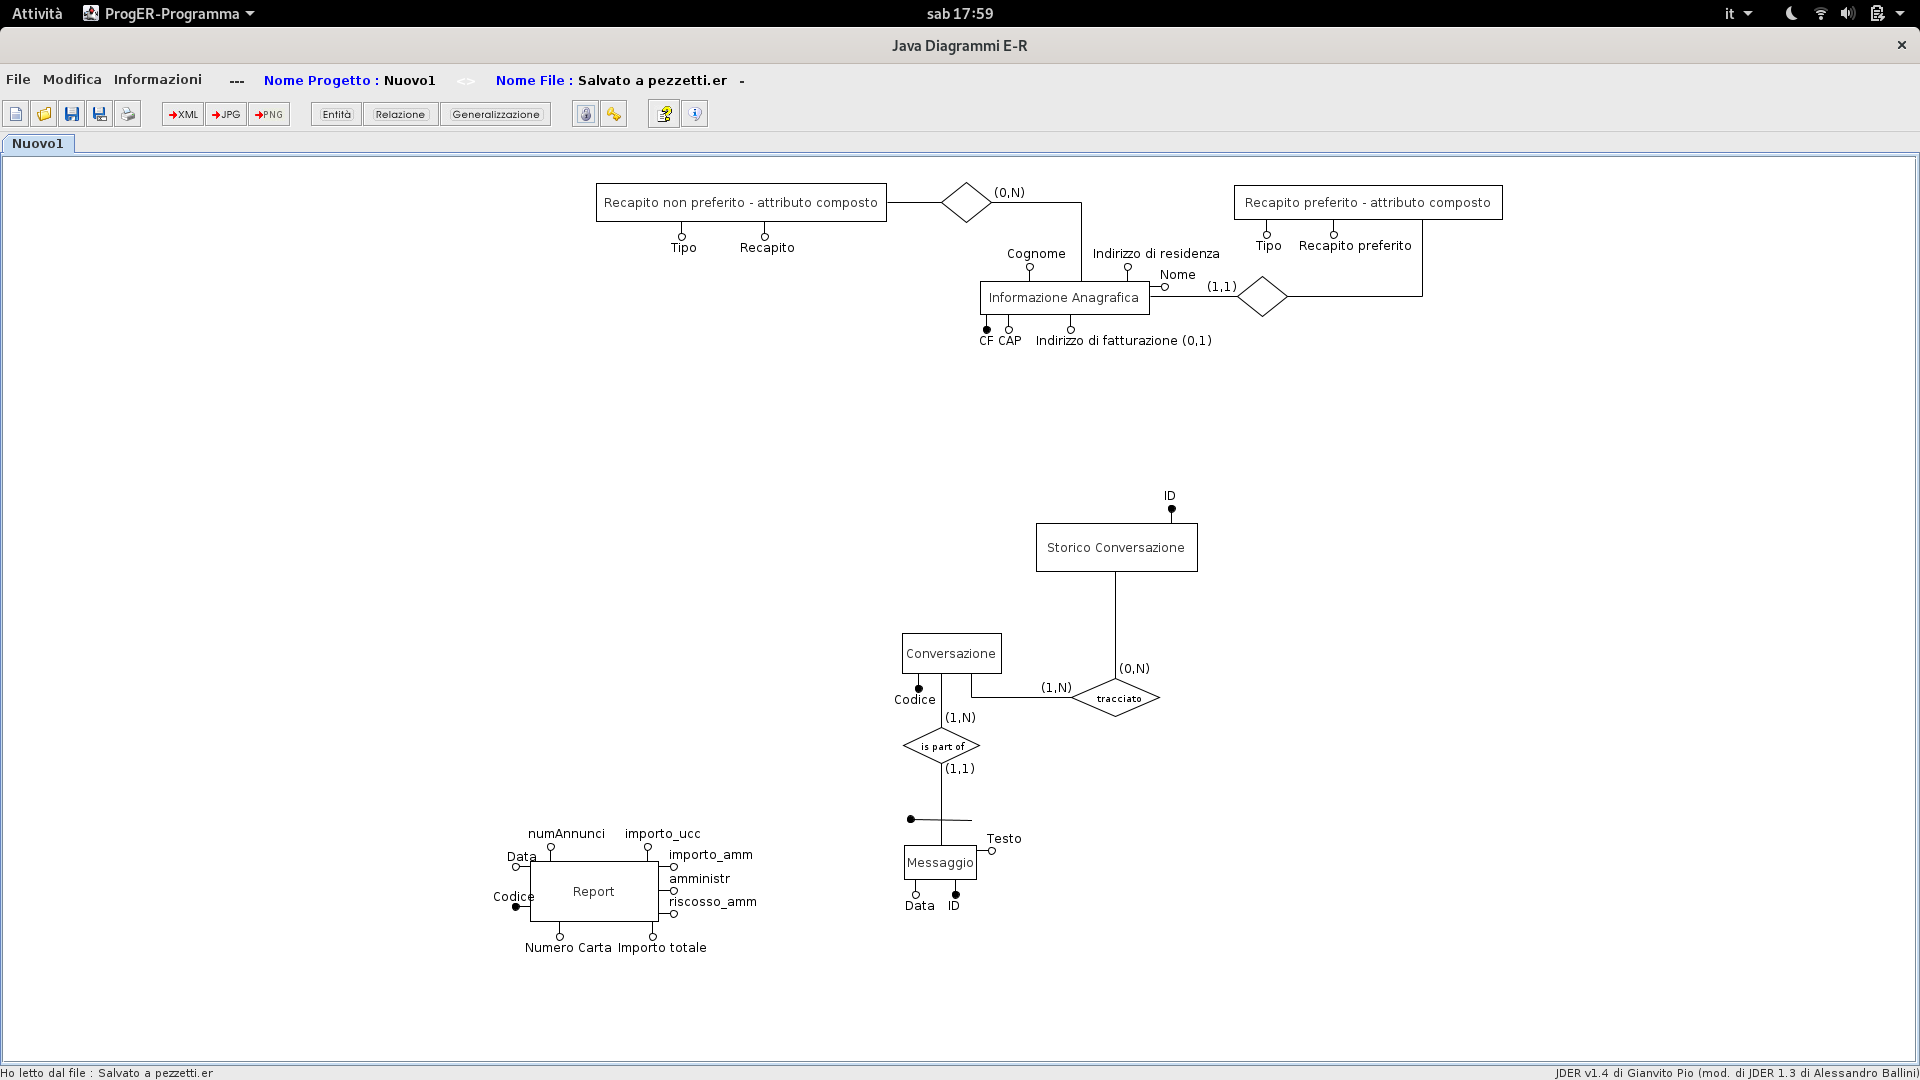 Attività ProgER-Programma sab 17:59 it
Java Diagrammi E-R ×
File Modifica Informazioni --- Nome Progetto : Nuovo1 <> Nome File : Salvato a pezzetti.er -
XML JPG PNG Entità Relazione Generalizzazione
Nuovo1
Recapito non preferito - attributo composto
(0,N)
Recapito preferito - attributo composto
Tipo Recapito
Tipo Recapito preferito
Cognome Indirizzo di residenza
Nome
Informazione Anagrafica
(1,1)
CF CAP Indirizzo di fatturazione (0,1)
ID
Storico Conversazione
Conversazione
(0,N)
(1,N)
Codice
tracciato
(1,N)
is part of
(1,1)
numAnnunci importo_ucc
Testo
Data
importo_amm
Messaggio
amministr
Report
Codice
riscosso_amm
Data ID
Numero Carta Importo totale
Ho letto dal file : Salvato a pezzetti.er
JDER v1.4 di Gianvito Pio (mod. di JDER 1.3 di Alessandro Ballini)